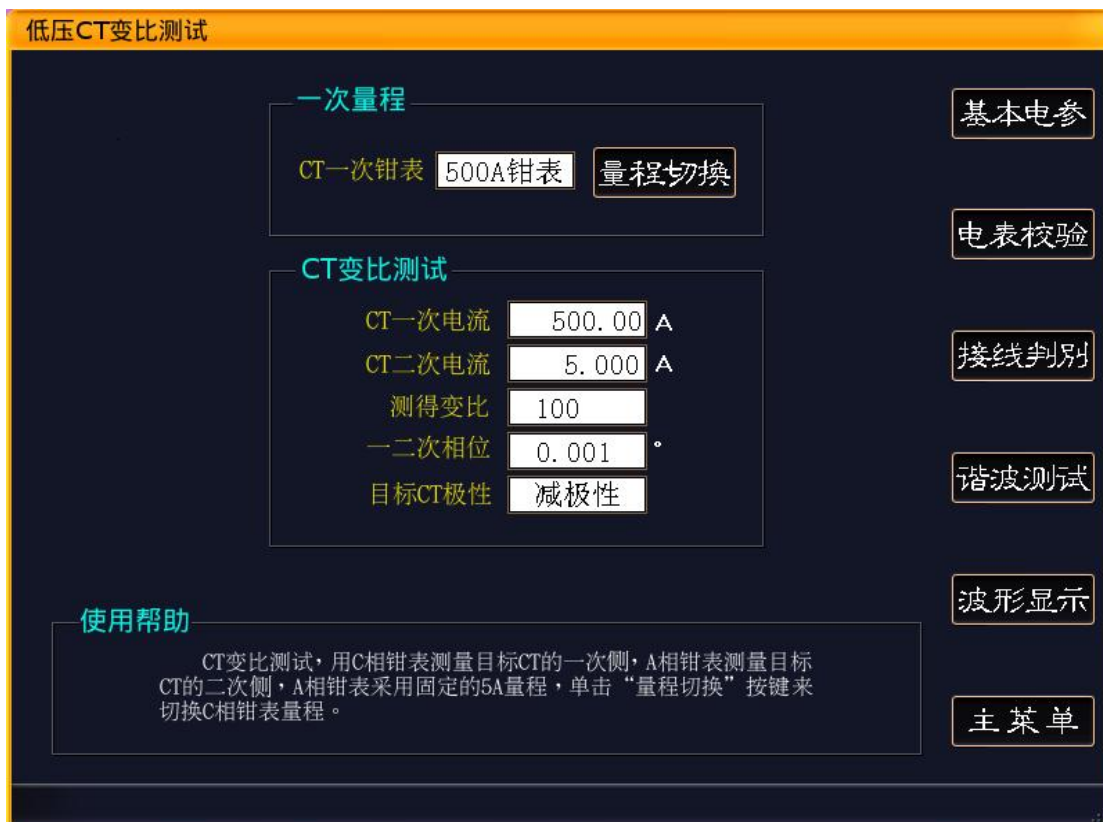 低压CT变比测试
一次量程
CT一次钳表 500A钳表 量程切换
CT变比测试
CT一次电流 500.00 A
CT二次电流 5.000 A
测得变比 100
一二次相位 0.001 °
目标CT极性 减极性
使用帮助
CT变比测试，用C相钳表测量目标CT的一次侧，A相钳表测量目标
CT的二次侧，A相钳表采用固定的5A量程，单击“量程切换”按键来
切换C相钳表量程。
基本电参
电表校验
接线判别
谐波测试
波形显示
主菜单